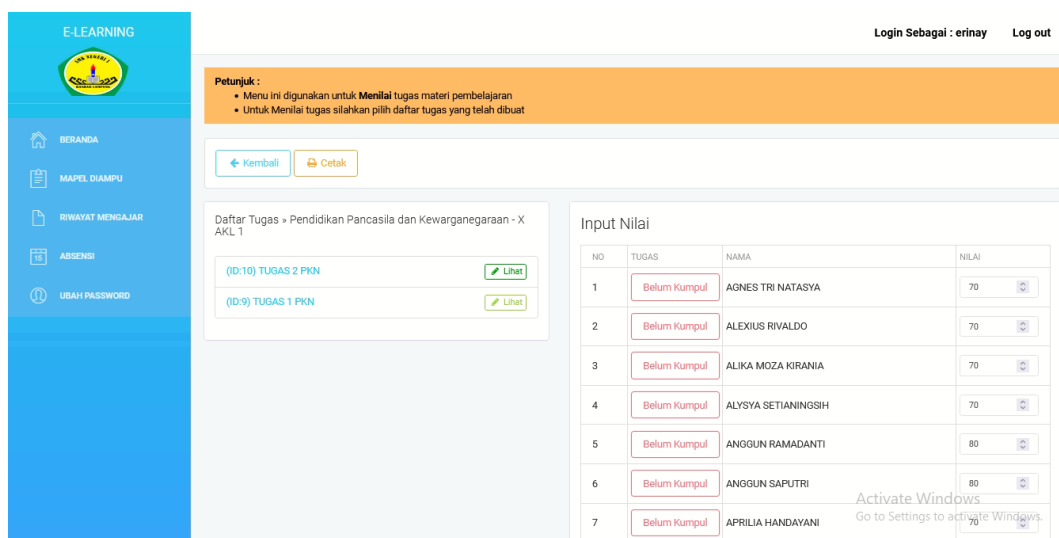 E-LEARNING
Login Sebagai : erinay Log out
SMK NEGERI 1
BERANDA
MAPEL DIAMPU
RIWAYAT MENGAJAR
ABSENSI
UBAH PASSWORD
Petunjuk :
• Menu ini digunakan untuk Menilai tugas materi pembelajaran
• Untuk Menilai tugas silahkan pilih daftar tugas yang telah dibuat
Kembali Cetak
Daftar Tugas » Pendidikan Pancasila dan Kewarganegaraan - X
AKL 1
(ID:10) TUGAS 2 PKN Lihat
(ID:9) TUGAS 1 PKN Lihat
Input Nilai
NO TUGAS NAMA NILAI
1 Belum Kumpul AGNES TRI NATASYA 70
2 Belum Kumpul ALEXIUS RIVALDO 70
3 Belum Kumpul ALIKA MOZA KIRANIA 70
4 Belum Kumpul ALYSYA SETIANINGSIH 70
5 Belum Kumpul ANGGUN RAMADANTI 80
6 Belum Kumpul ANGGUN SAPUTRI 80
7 Belum Kumpul APRILIA HANDAYANI 70
Activate Windows
Go to Settings to activate Windows.